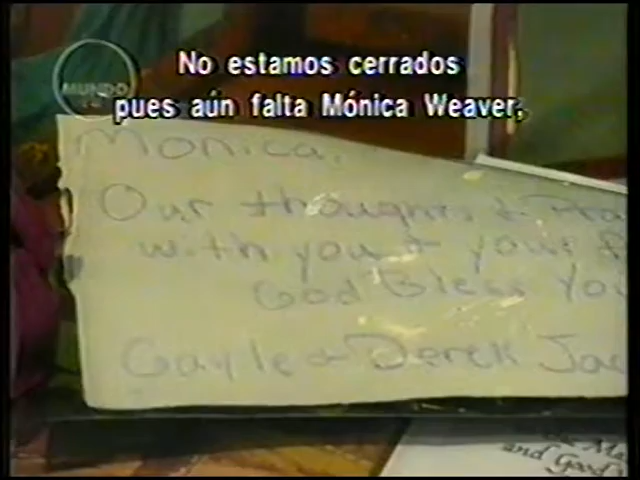 MUNDO
No estamos cerrados
pues aún falta Mónica Weaver,
Monica,
Our thoughts &
with you & your
God Bless You
Gayle & Derek
and Good